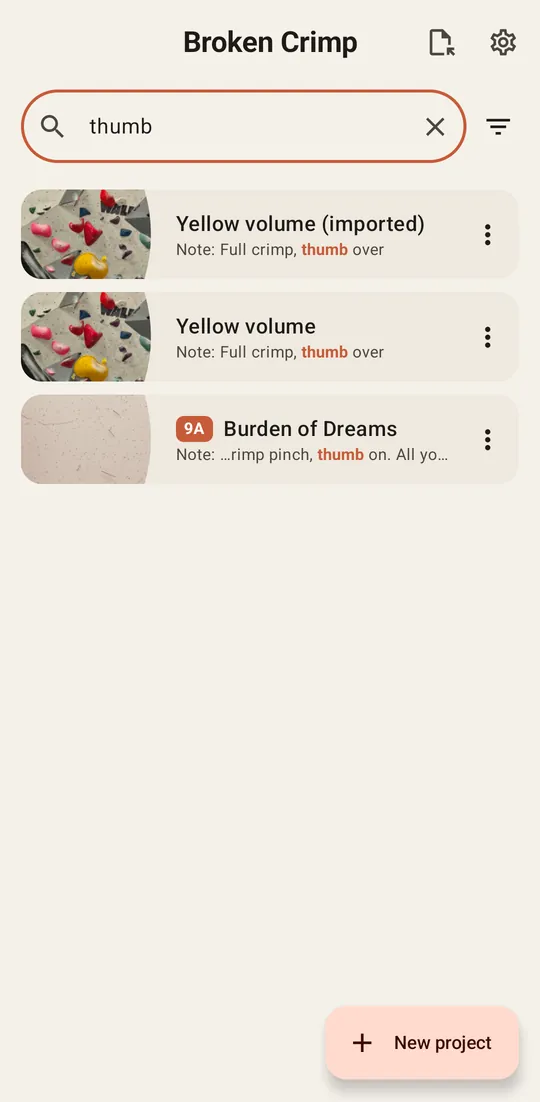 Broken Crimp
thumb
Yellow volume (imported)
Note: Full crimp, thumb over
Yellow volume
Note: Full crimp, thumb over
9A Burden of Dreams
Note: …rimp pinch, thumb on. All yo…
New project